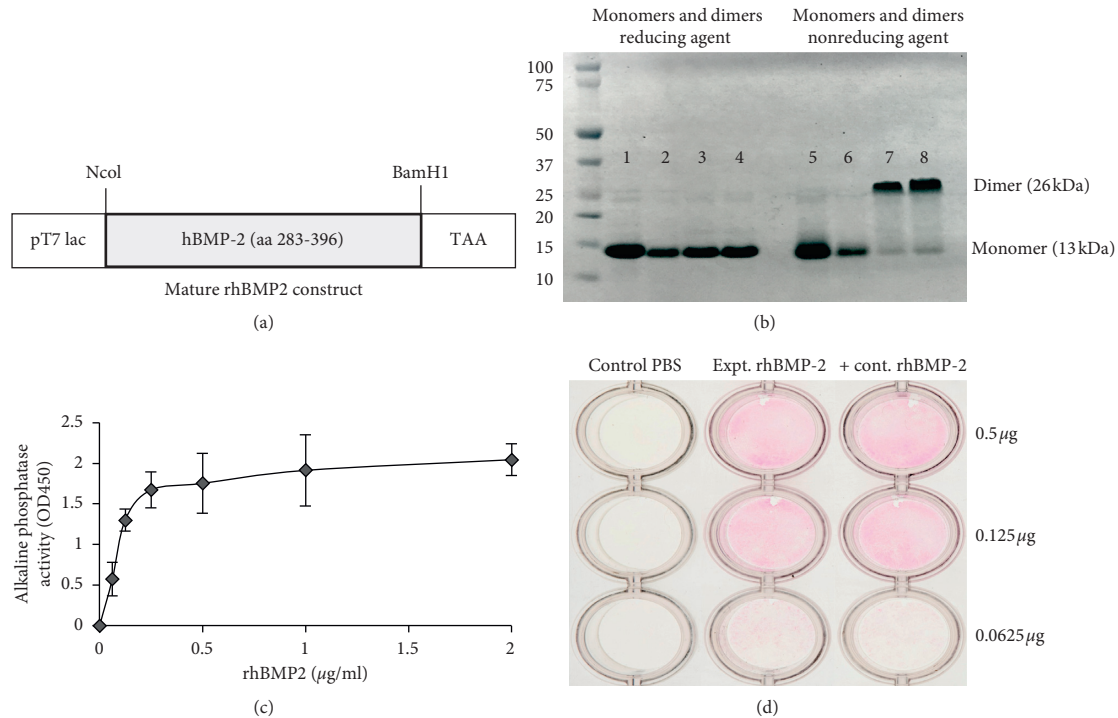 Ncol
BamH1
pT7 lac
hBMP-2 (aa 283-396)
TAA
Mature rhBMP2 construct
(a)
Monomers and dimers
reducing agent
Monomers and dimers
nonreducing agent
100
75
50
37
25
20
15
10
1 2 3 4 5 6 7 8
Dimer (26 kDa)
Monomer (13 kDa)
(b)
Alkaline phosphatase
activity (OD450)
2.5
2
1.5
1
0.5
0
0 0.5 1 1.5 2
rhBMP2 (μg/ml)
(c)
Control PBS
Expt. rhBMP-2
+ cont. rhBMP-2
0.5 μg
0.125 μg
0.0625 μg
(d)